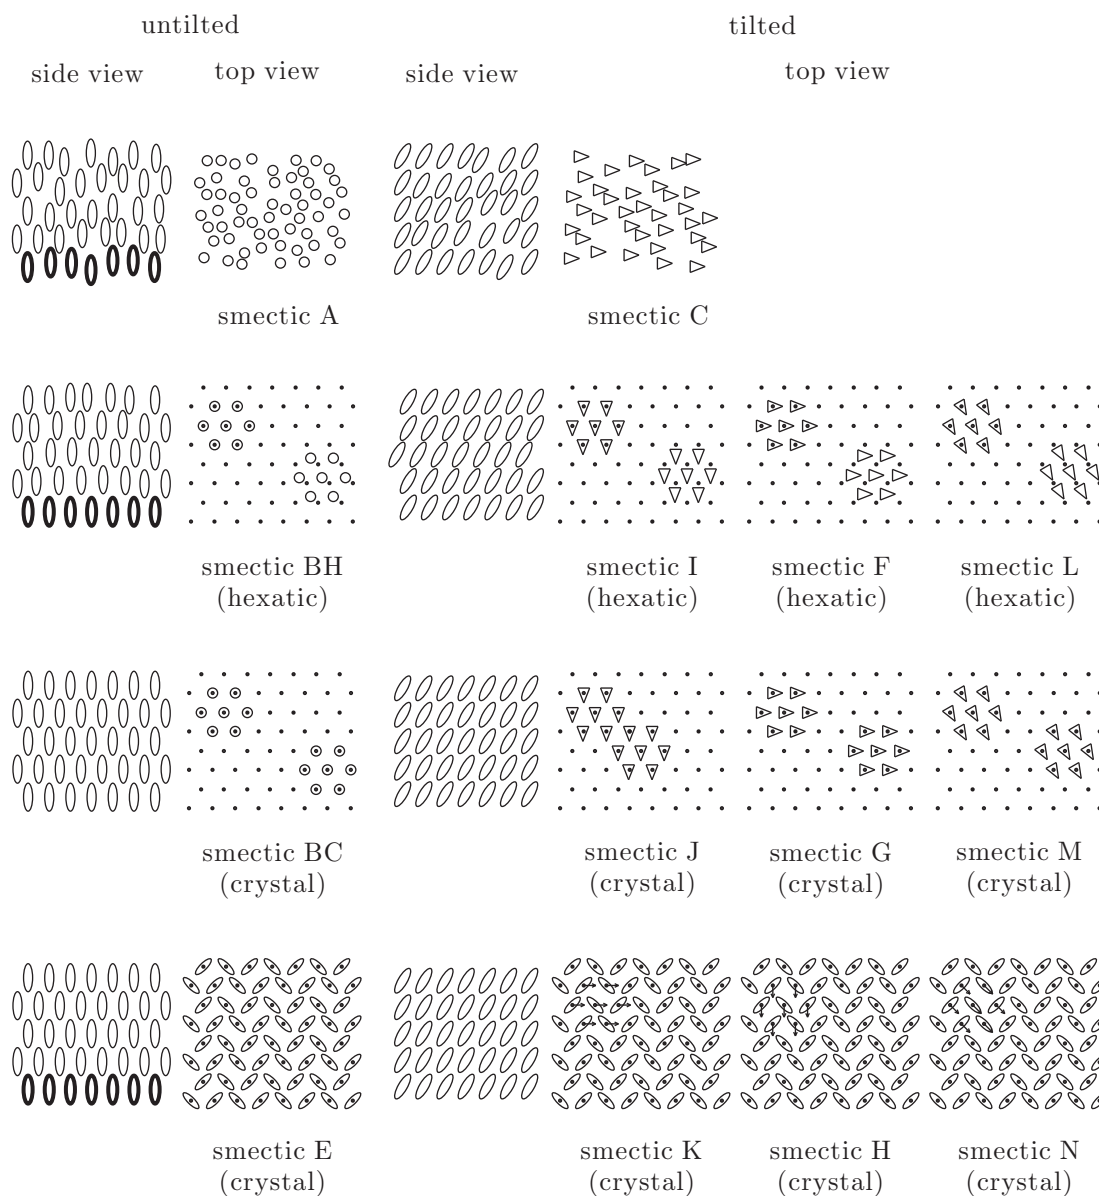 untilted tilted
side view top view side view top view
smectic A smectic C
smectic BH smectic I smectic F smectic L
(hexatic) (hexatic) (hexatic) (hexatic)
smectic BC smectic J smectic G smectic M
(crystal) (crystal) (crystal) (crystal)
smectic E smectic K smectic H smectic N
(crystal) (crystal) (crystal) (crystal)